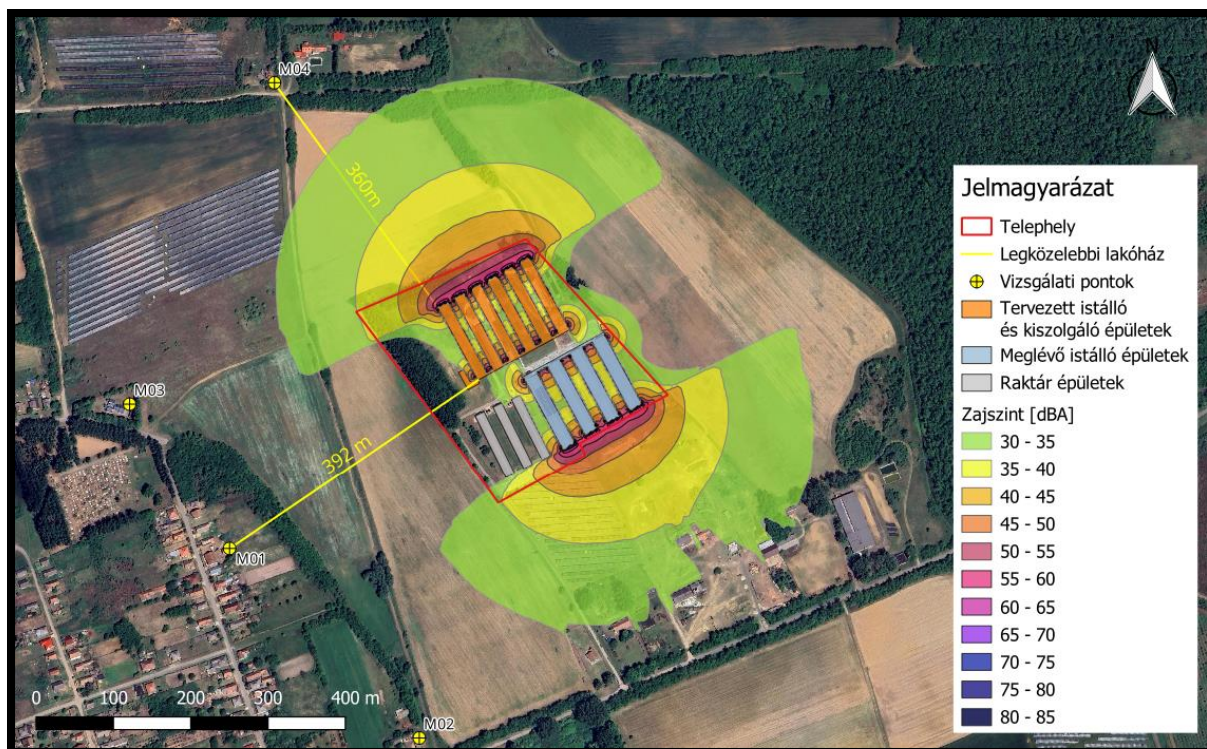 M04
360m
M03
392 m
M01
M02
0 100 200 300 400 m
N
Jelmagyarázat
Telephely
Legközelebbi lakóház
Vizsgálati pontok
Tervezett istálló
és kiszolgáló épületek
Meglévő istálló épületek
Raktár épületek
Zajszint [dBA]
30 - 35
35 - 40
40 - 45
45 - 50
50 - 55
55 - 60
60 - 65
65 - 70
70 - 75
75 - 80
80 - 85